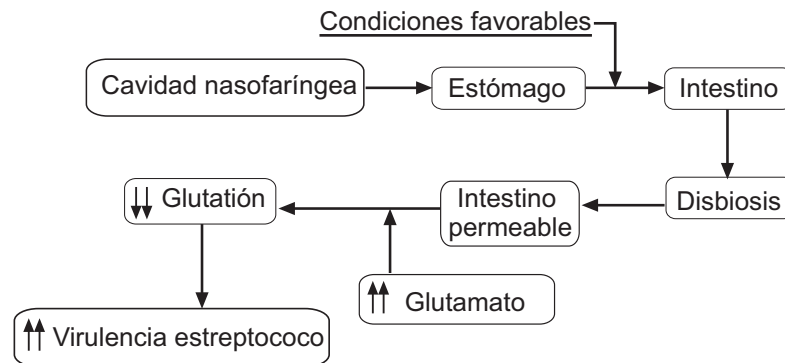 Condiciones favorables
Cavidad nasofaríngea
Estómago
Intestino
Disbiosis
Intestino
permeable
↓↓ Glutatión
↑↑ Glutamato
↑↑ Virulencia estreptococo